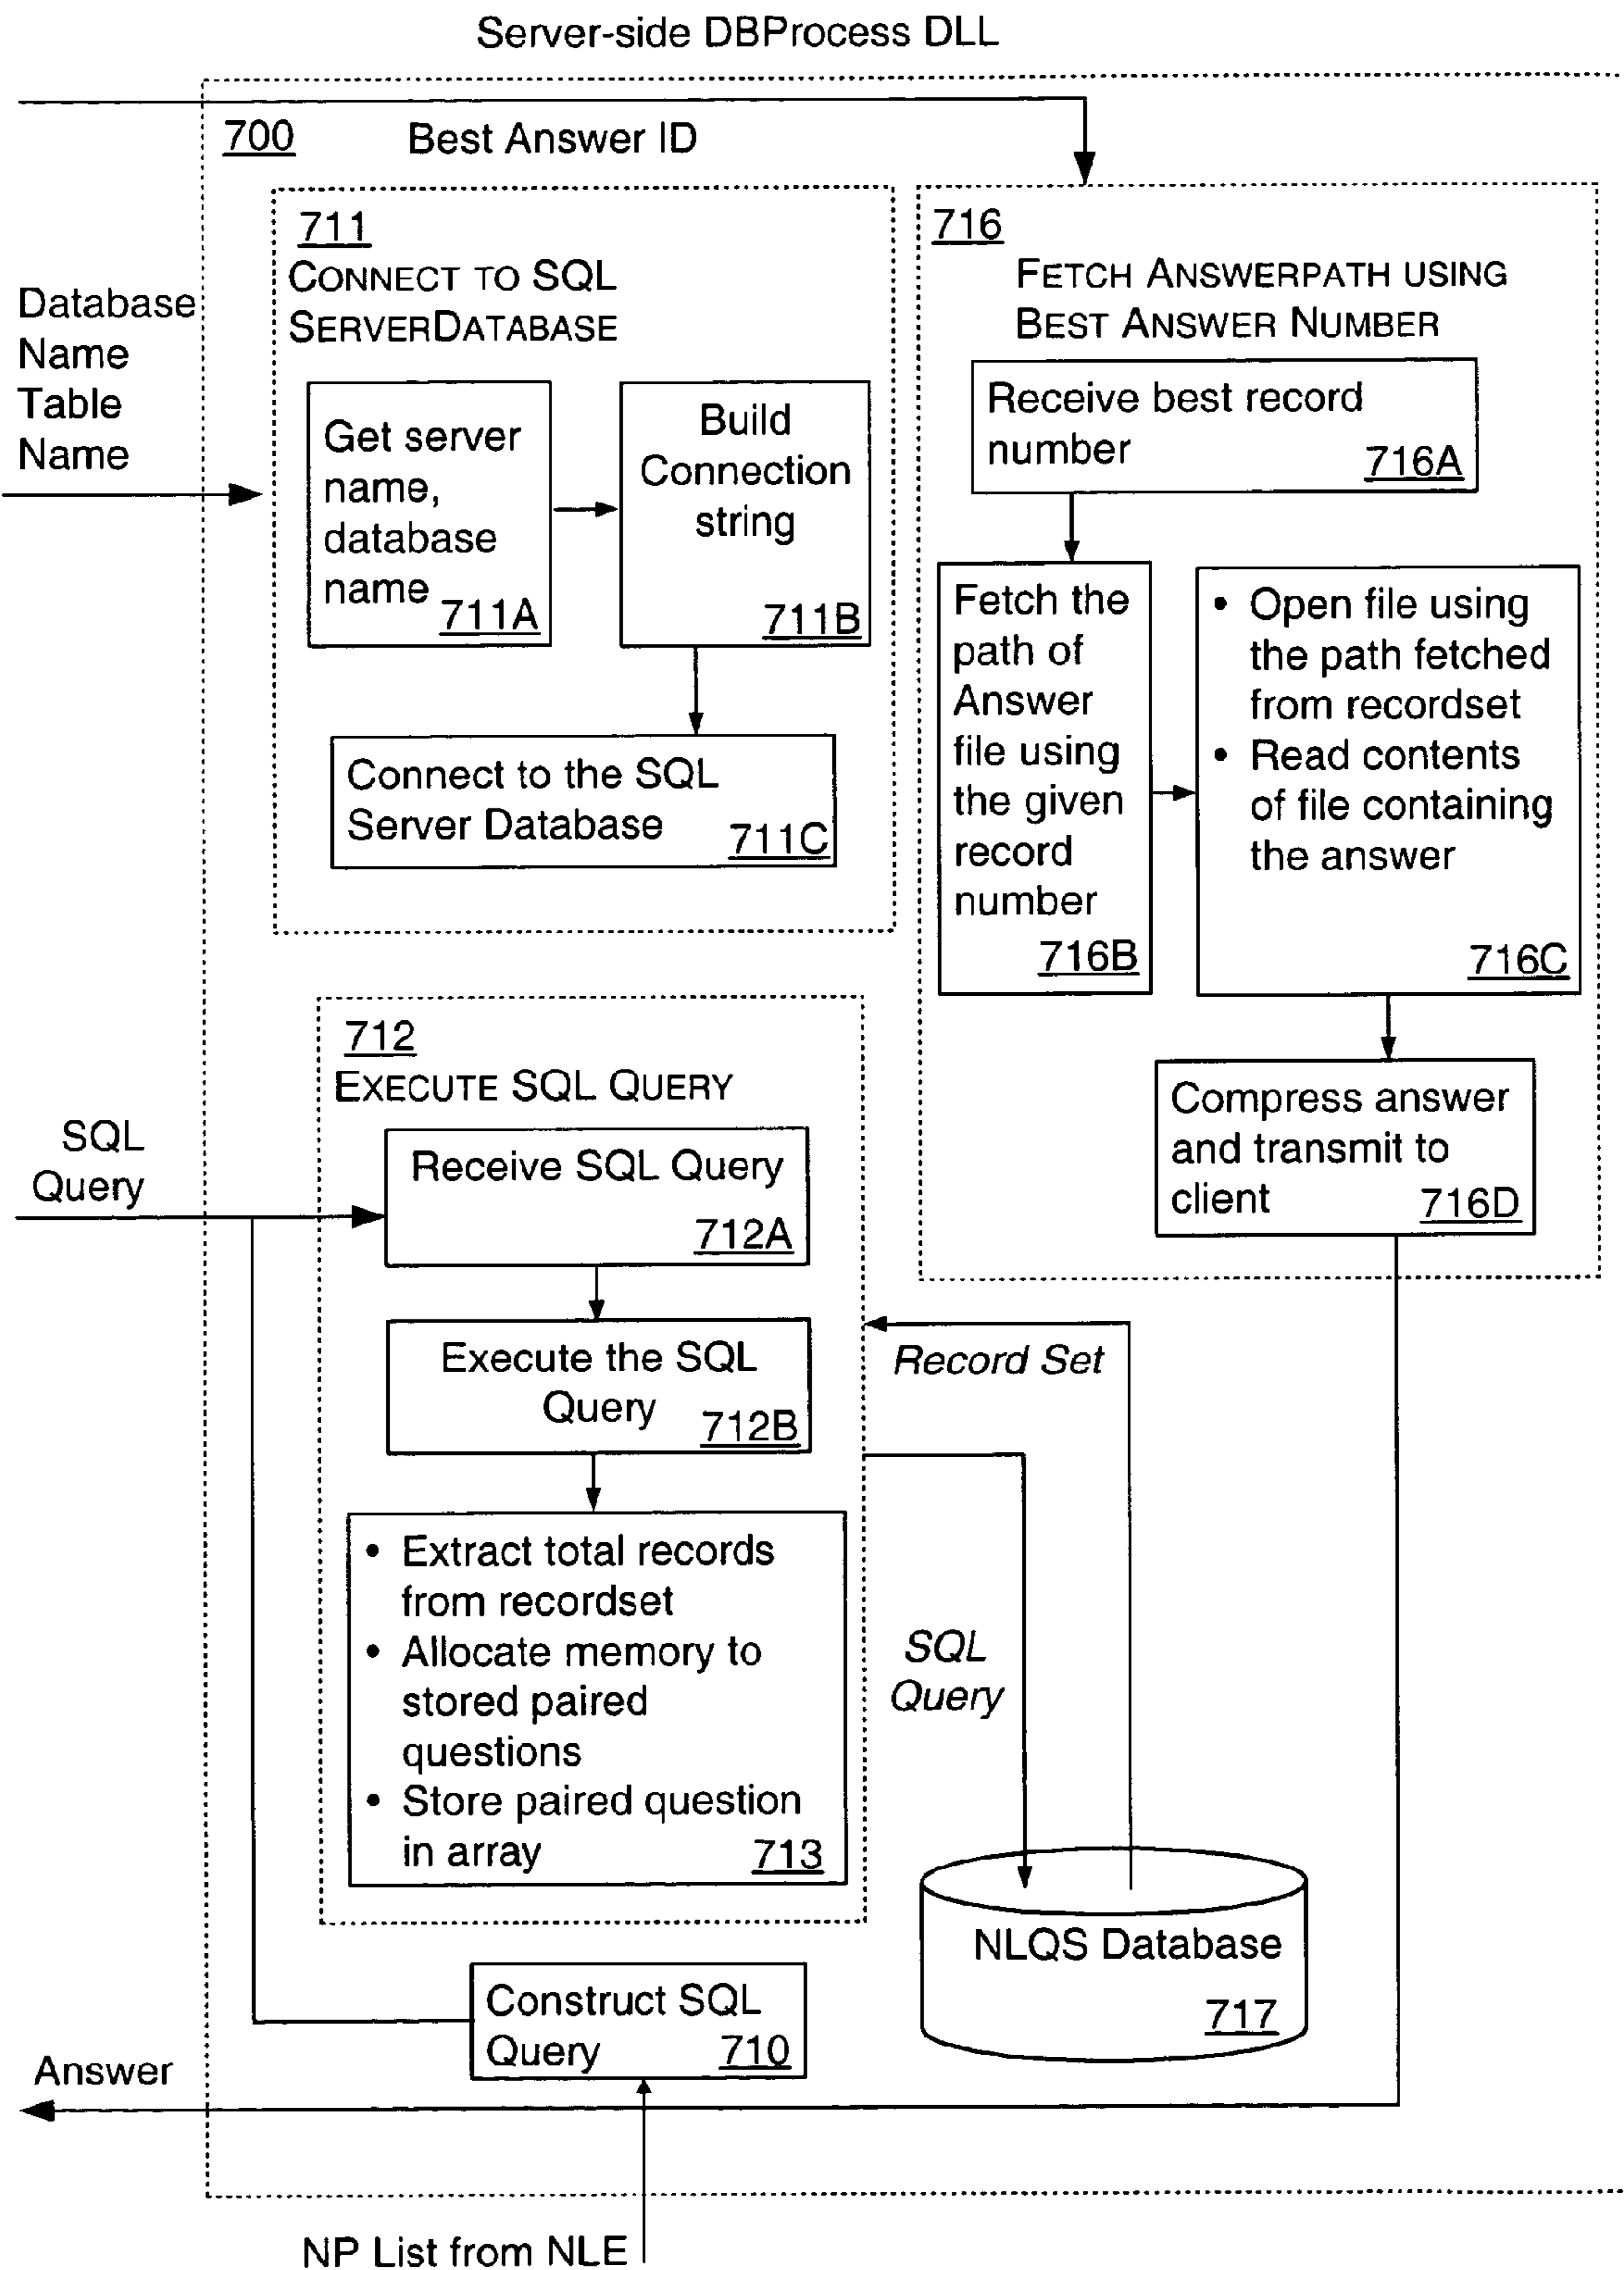 Server-side DBProcess DLL
700
Best Answer ID
Database
Name
Table
Name
711
CONNECT TO SQL
SERVERDATABASE
Get server
name,
database
name 711A
Build
Connection
string
711B
Connect to the SQL
Server Database 711C
716
FETCH ANSWERPATH USING
BEST ANSWER NUMBER
Receive best record
number 716A
Fetch the
path of
Answer
file using
the given
record
number
716B
• Open file using
the path fetched
from recordset
• Read contents
of file containing
the answer
716C
Compress answer
and transmit to
client 716D
SQL
Query
712
EXECUTE SQL QUERY
Receive SQL Query
712A
Execute the SQL
Query 712B
• Extract total records
from recordset
• Allocate memory to
stored paired
questions
• Store paired question
in array 713
Record Set
SQL
Query
NLQS Database
717
Construct SQL
Query 710
Answer
NP List from NLE